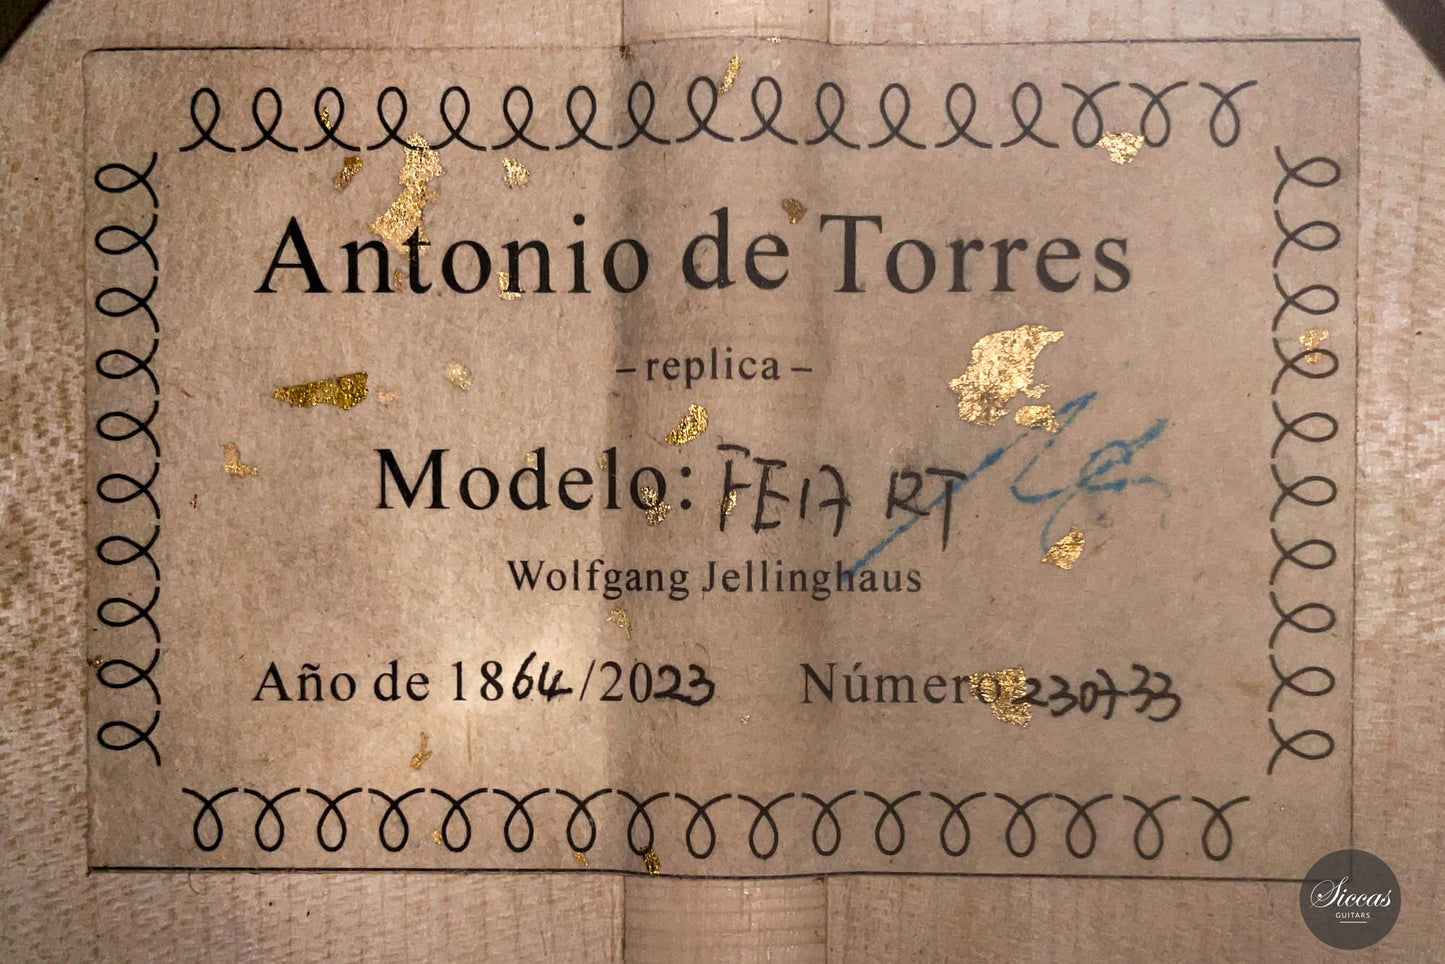 Antonio de Torres
– replica –
Modelo: FE17 RT
Wolfgang Jellinghaus
Año de 1864/2023 Número 230733
Siccas
GUITARS